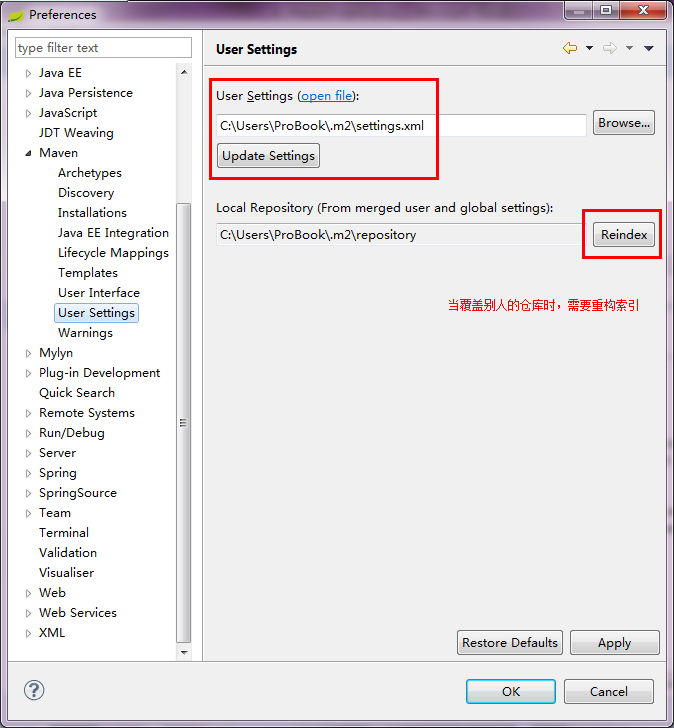 Preferences
type filter text
Java EE
Java Persistence
JavaScript
JDT Weaving
Maven
Archetypes
Discovery
Installations
Java EE Integration
Lifecycle Mappings
Templates
User Interface
User Settings
Warnings
Mylyn
Plug-in Development
Quick Search
Remote Systems
Run/Debug
Server
Spring
SpringSource
Team
Terminal
Validation
Visualiser
Web
Web Services
XML
User Settings
User Settings (open file):
C:\Users\ProBook\.m2\settings.xml
Browse...
Update Settings
Local Repository (From merged user and global settings):
C:\Users\ProBook\.m2\repository
Reindex
当覆盖别人的仓库时，需要重构索引
Restore Defaults
Apply
?
OK
Cancel